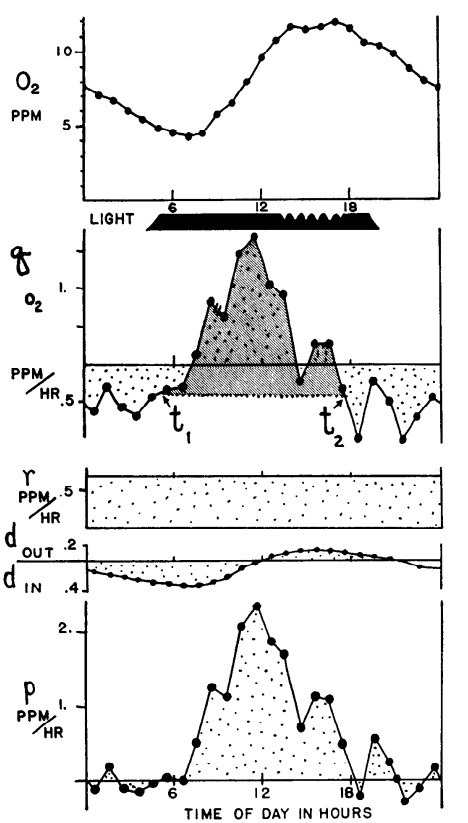 10
O2
PPM
5
6 12 18
LIGHT
q
O2
1.
PPM/HR
.5
t1 t2
r
PPM/HR
.5
d OUT .2
d IN .4
2.
p
PPM/HR
1.
6 12 18
TIME OF DAY IN HOURS